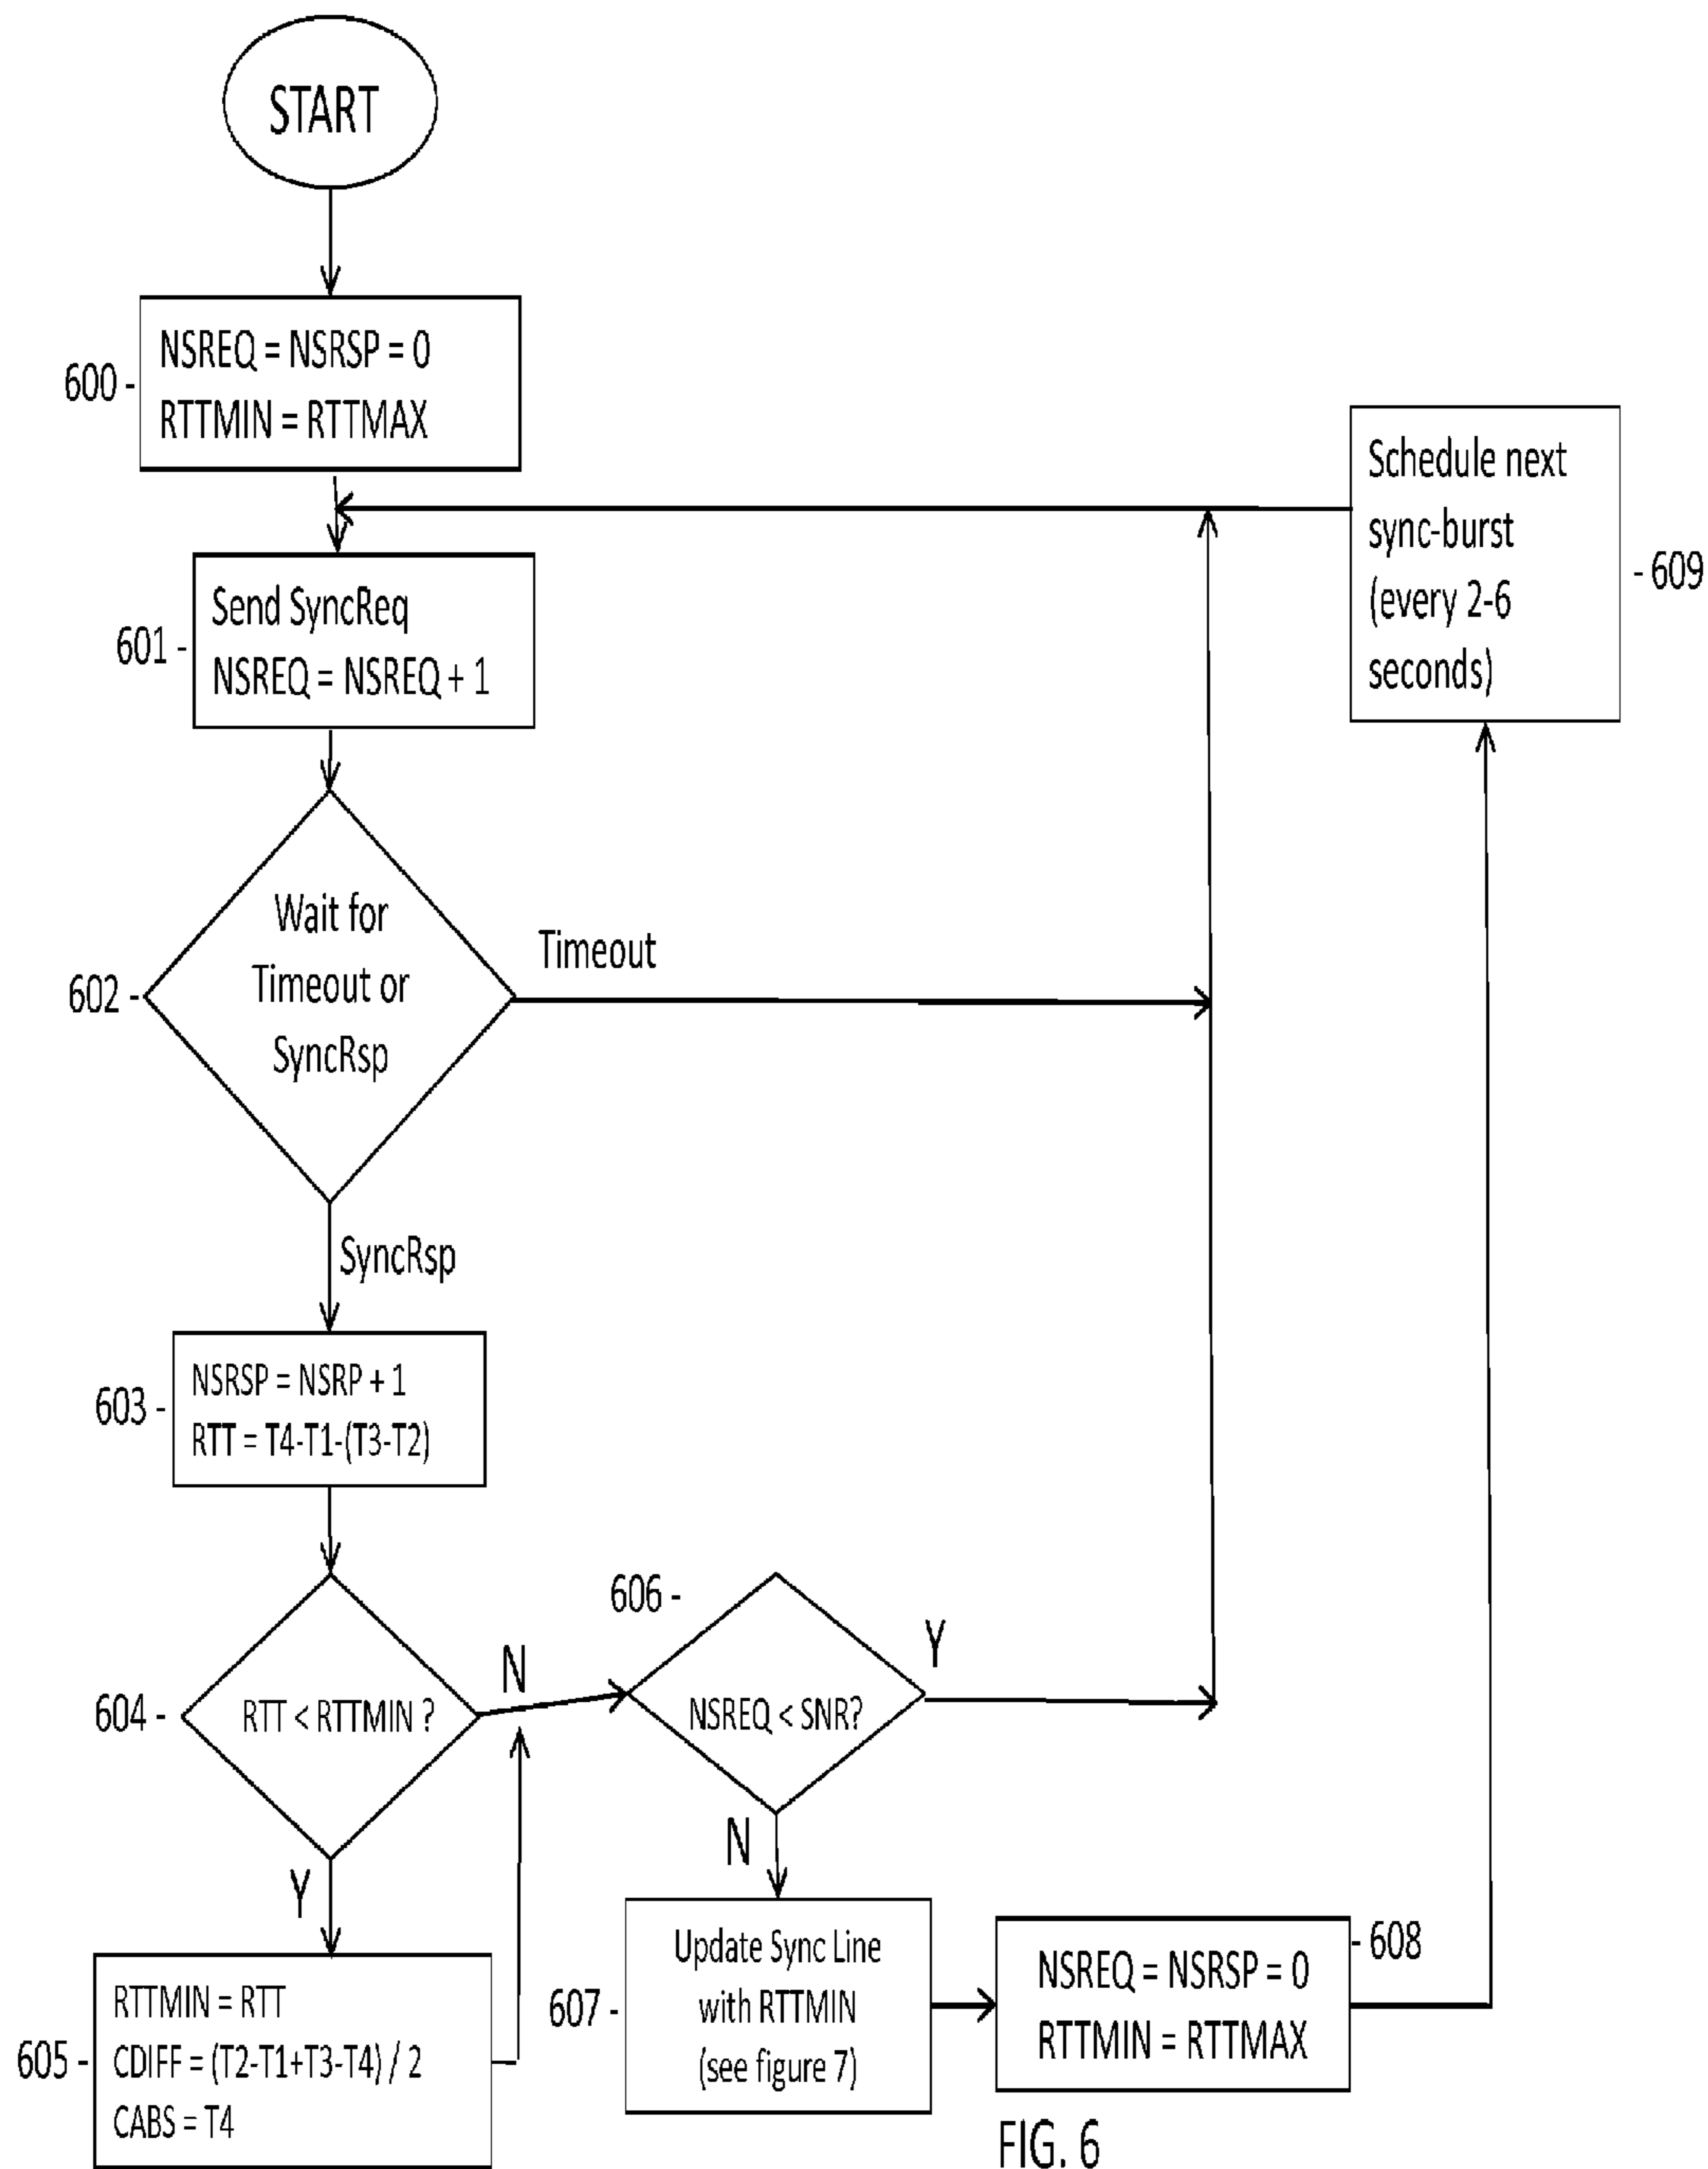 START
600 -
NSREQ = NSRSP = 0
RTTMIN = RTTMAX
Schedule next
sync-burst
(every 2-6
seconds)
- 609
601 -
Send SyncReq
NSREQ = NSREQ + 1
602 -
Wait for
Timeout or
SyncRsp
Timeout
SyncRsp
603 -
NSRSP = NSRP + 1
RTT = T4-T1-(T3-T2)
604 -
RTT < RTTMIN ?
N
Y
606 -
NSREQ < SNR?
Y
N
605 -
RTTMIN = RTT
CDIFF = (T2-T1+T3-T4) / 2
CABS = T4
607 -
Update Sync Line
with RTTMIN
(see figure 7)
- 608
NSREQ = NSRSP = 0
RTTMIN = RTTMAX
FIG. 6